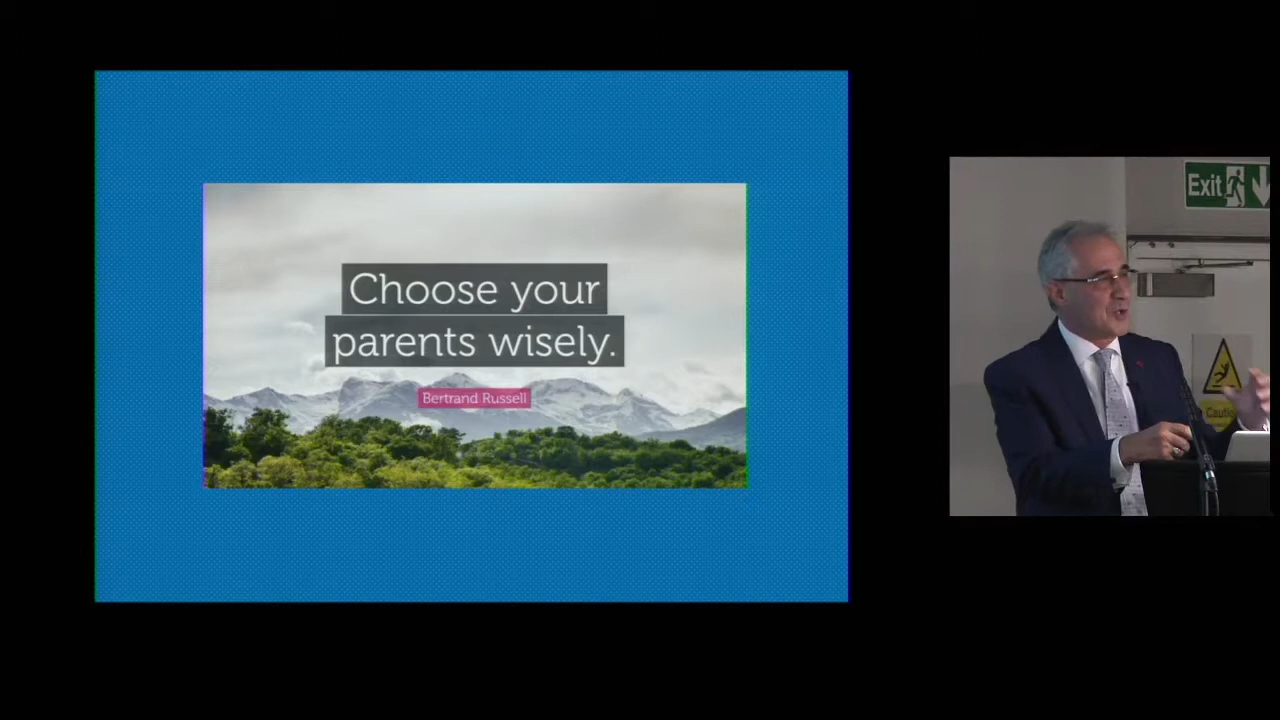 Choose your
parents wisely.
Bertrand Russell
Exit
Caution